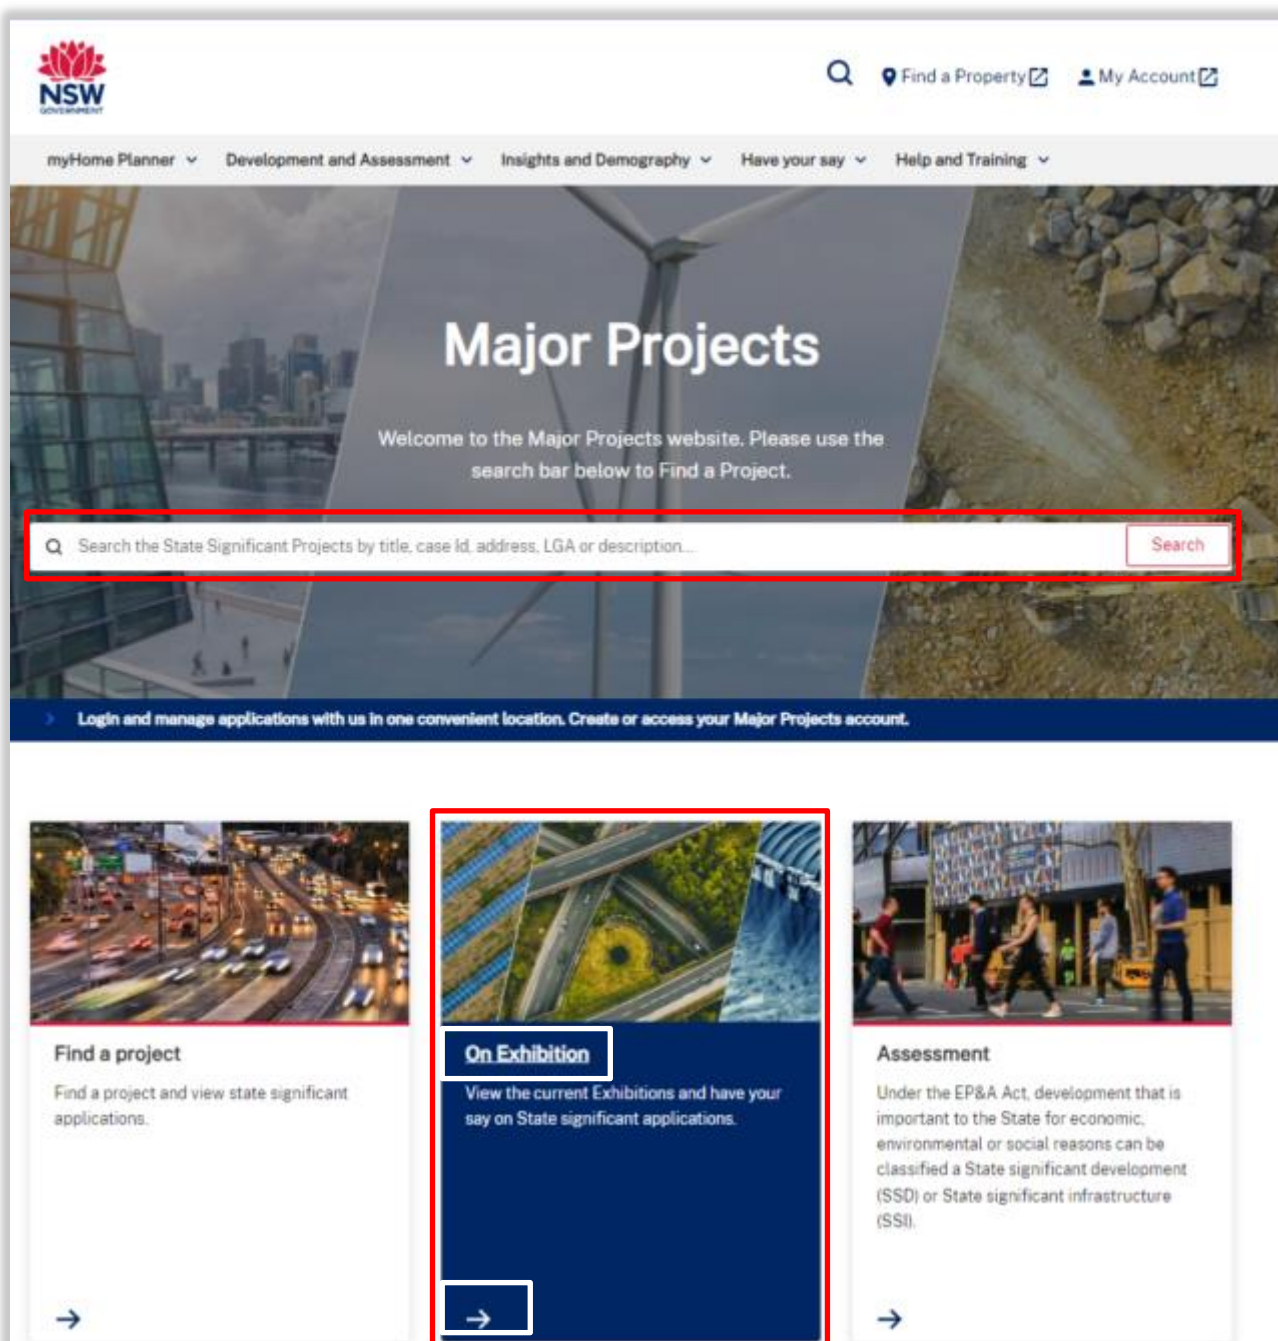 NSW
GOVERNMENT
Find a Property
My Account
myHome Planner
Development and Assessment
Insights and Demography
Have your say
Help and Training
Major Projects
Welcome to the Major Projects website. Please use the
search bar below to Find a Project.
Search the State Significant Projects by title, case Id, address, LGA or description...
Search
Login and manage applications with us in one convenient location. Create or access your Major Projects account.
Find a project
Find a project and view state significant
applications.
On Exhibition
View the current Exhibitions and have your
say on State significant applications.
Assessment
Under the EP&A Act, development that is
important to the State for economic,
environmental or social reasons can be
classified a State significant development
(SSD) or State significant infrastructure
(SSI).